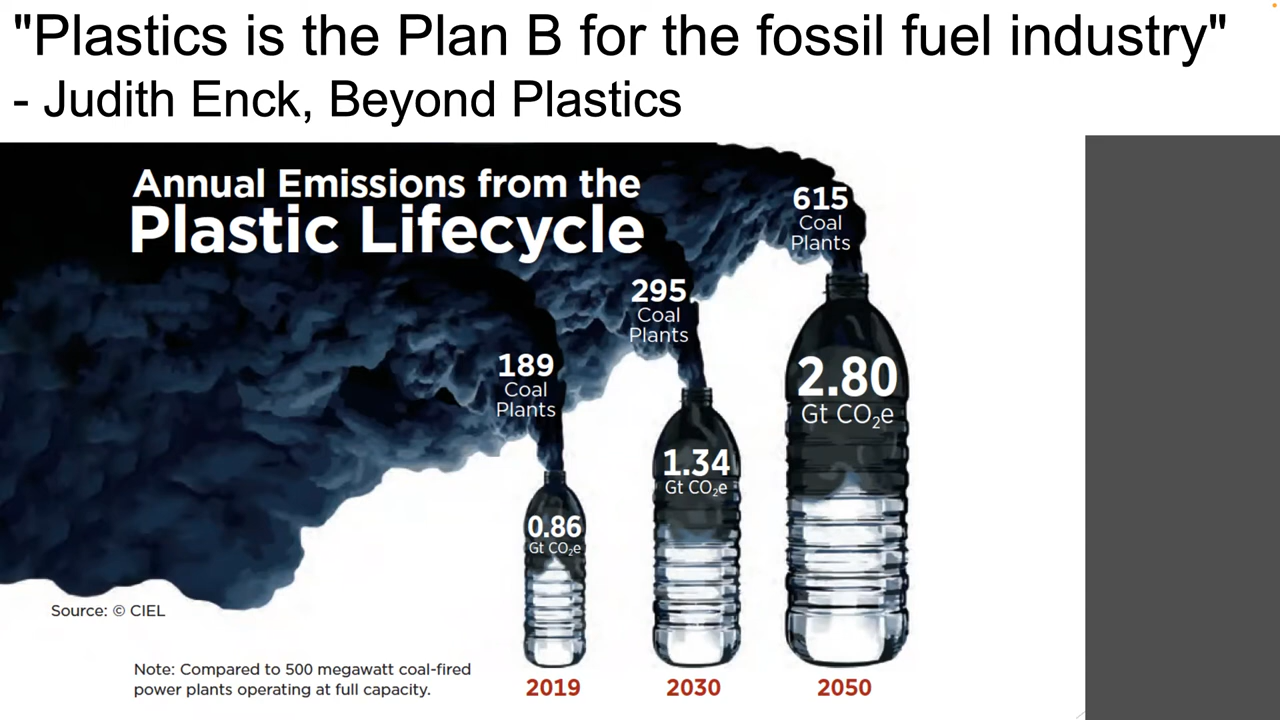 "Plastics is the Plan B for the fossil fuel industry"
- Judith Enck, Beyond Plastics
Annual Emissions from the
Plastic Lifecycle
189
Coal
Plants
295
Coal
Plants
615
Coal
Plants
0.86
Gt CO₂e
1.34
Gt CO₂e
2.80
Gt CO₂e
Source: © CIEL
Note: Compared to 500 megawatt coal-fired
power plants operating at full capacity.
2019
2030
2050